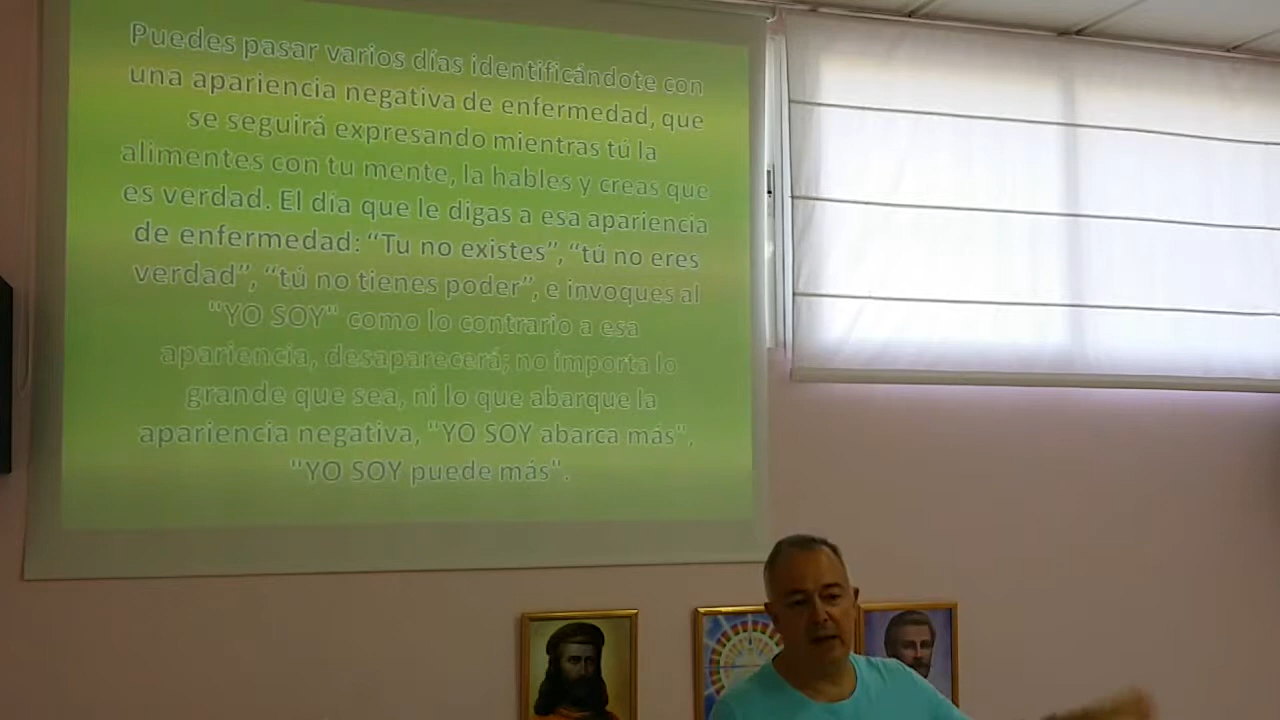 Puedes pasar varios días identificándote con
una apariencia negativa de enfermedad, que
se seguirá expresando mientras tú la
alimentes con tu mente, la hables y creas que
es verdad. El día que le digas a esa apariencia
de enfermedad: “Tu no existes”, “tú no eres
verdad”, “tú no tienes poder”, e invoques al
"YO SOY" como lo contrario a esa
apariencia, desaparecerá; no importa lo
grande que sea, ni lo que abarque la
apariencia negativa, "YO SOY abarca más",
"YO SOY puede más".